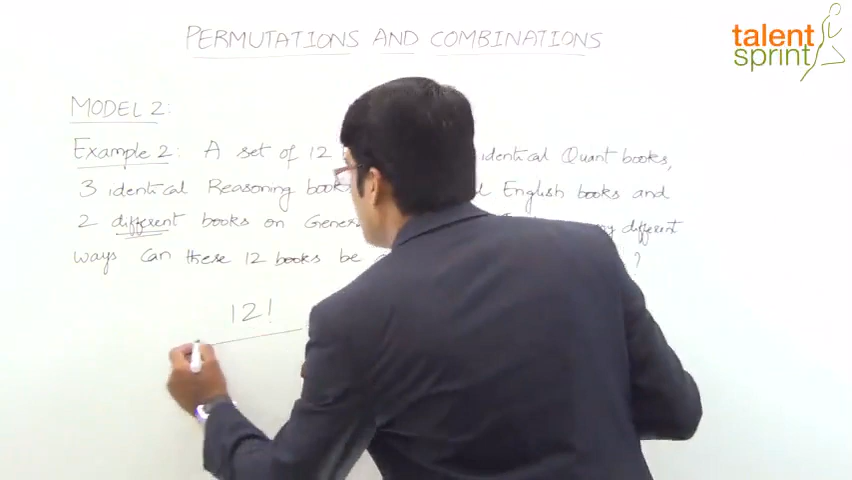 PERMUTATIONS AND COMBINATIONS
talent
sprint
MODEL 2:
Example 2: A set of 12 identical Quant books,
3 identical Reasoning books English books and
2 different books on different
ways can these 12 books be ?
12!